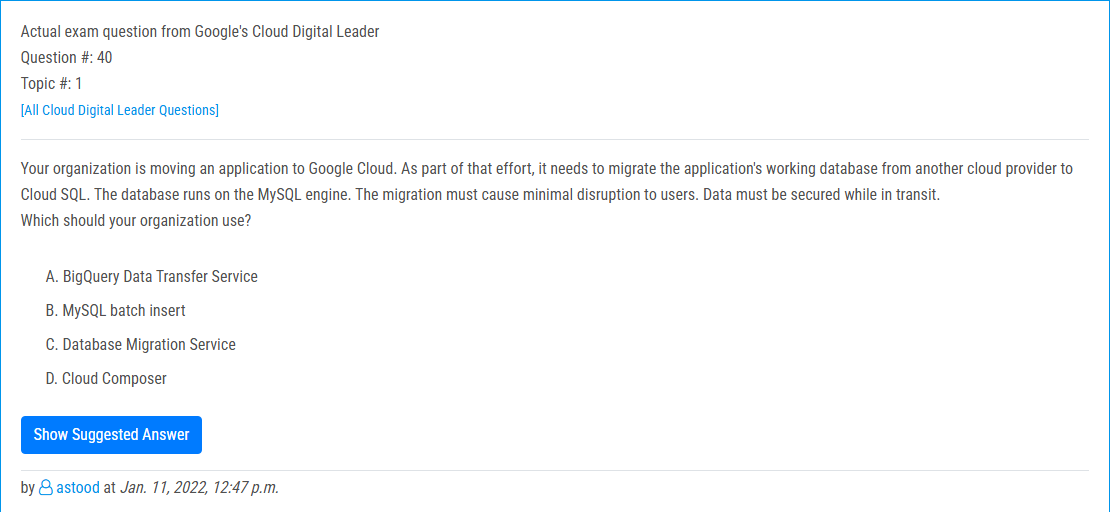 Actual exam question from Google's Cloud Digital Leader
Question #: 40
Topic #: 1
[All Cloud Digital Leader Questions]
Your organization is moving an application to Google Cloud. As part of that effort, it needs to migrate the application's working database from another cloud provider to
Cloud SQL. The database runs on the MySQL engine. The migration must cause minimal disruption to users. Data must be secured while in transit.
Which should your organization use?
A. BigQuery Data Transfer Service
B. MySQL batch insert
C. Database Migration Service
D. Cloud Composer
Show Suggested Answer
by astood at Jan. 11, 2022, 12:47 p.m.